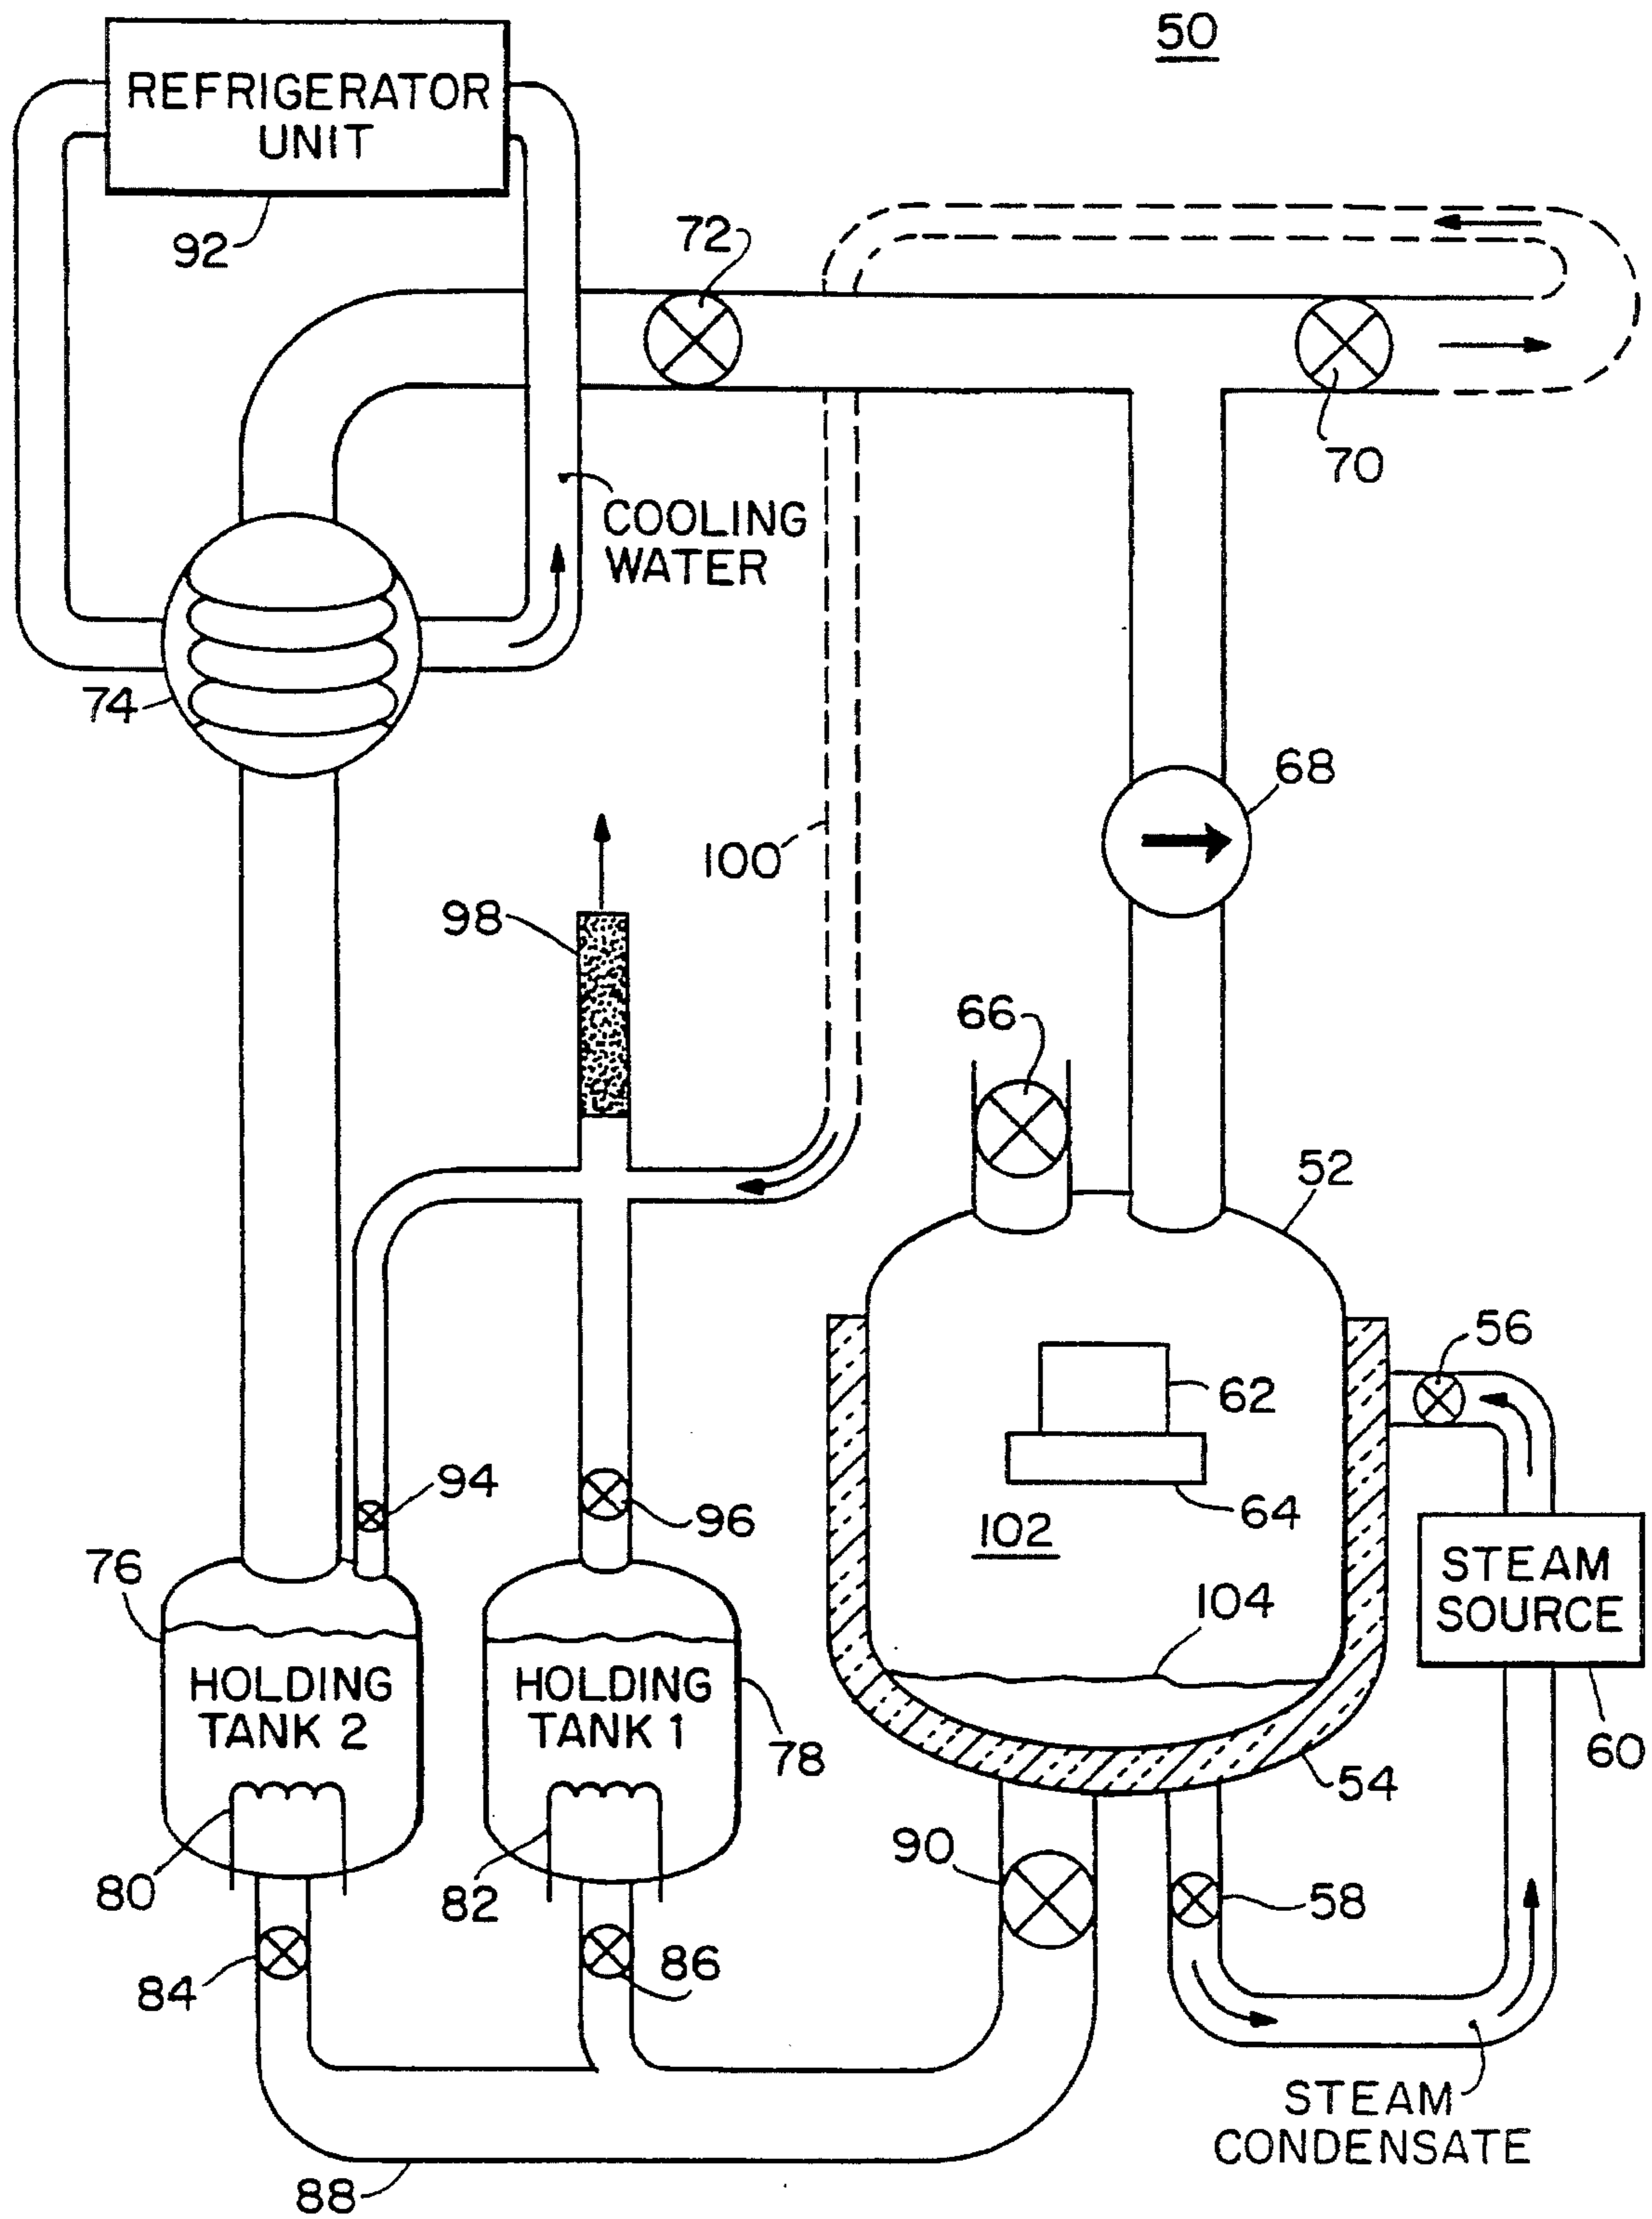 50
REFRIGERATOR
UNIT
92
72
70
COOLING
WATER
74
68
100
98
66
52
56
62
94
64
96
102
76
STEAM
SOURCE
104
HOLDING
TANK 2
HOLDING
TANK 1
78
60
54
90
80
82
58
86
84
STEAM
CONDENSATE
88